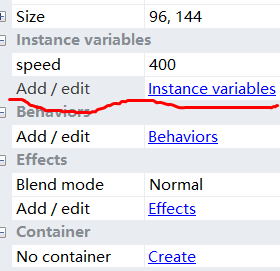 Size 96, 144
Instance variables
speed 400
Add / edit Instance variables
Behaviors
Add / edit Behaviors
Effects
Blend mode Normal
Add / edit Effects
Container
No container Create